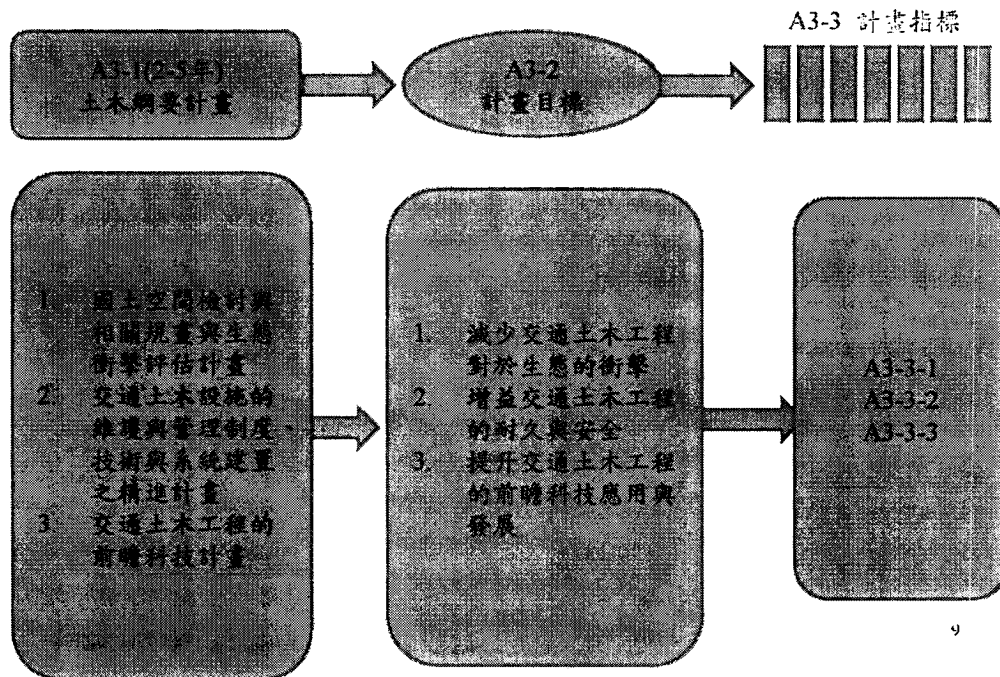 A3-3 計畫指標
A3-1(2-5年)
土木綱要計畫
A3-2
計畫目標
1. 國土空間檢討與
相關規畫與生態
衝擊評估計畫
2. 交通土木設施的
維護與管理制度
技術與系統建置
之精進計畫
3. 交通土木工程的
前瞻科技計畫
1. 減少交通土木工程
對於生態的衝擊
2. 增益交通土木工程
的耐久與安全
3. 提升交通土木工程
的前瞻科技應用與
發展
A3-3-1
A3-3-2
A3-3-3
9